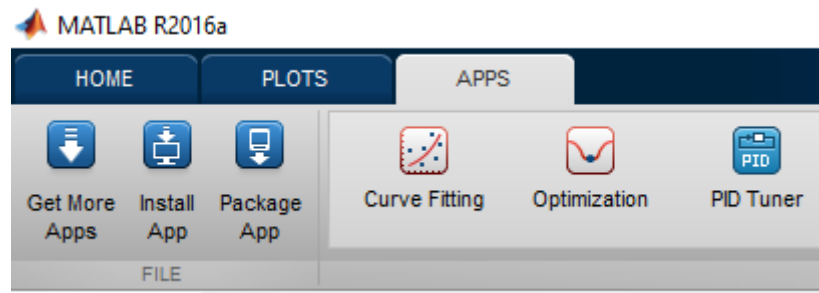 MATLAB R2016a
HOME PLOTS APPS
Get More Apps
Install App
Package App
Curve Fitting
Optimization
PID
PID Tuner
FILE